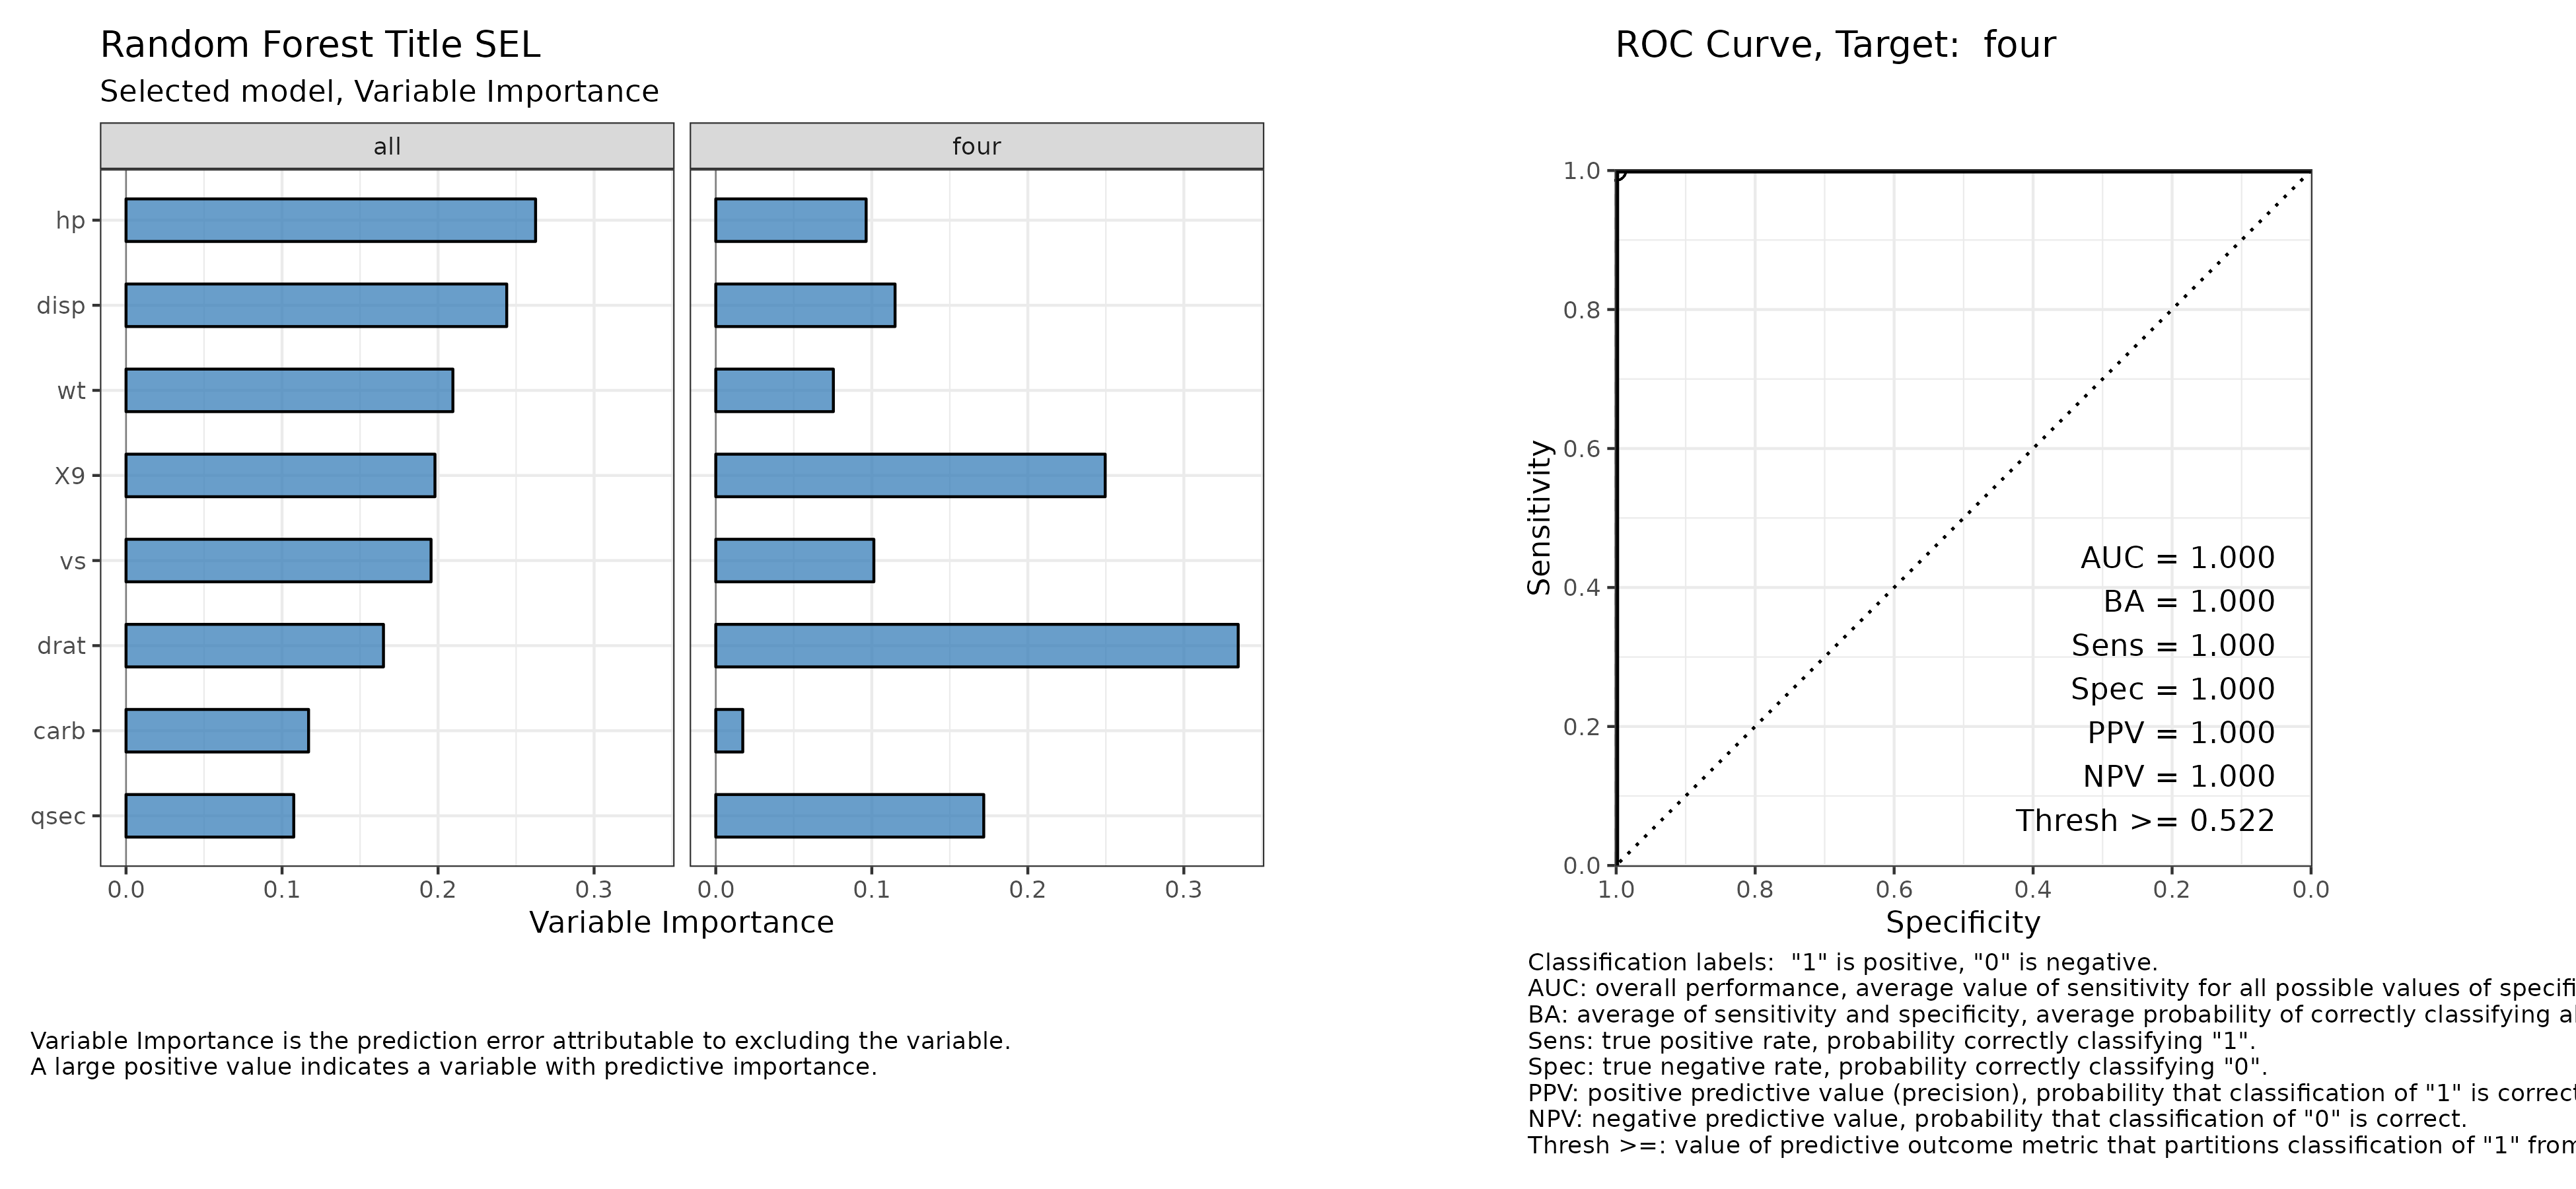 Random Forest Title SEL
Selected model, Variable Importance
all
four
hp
disp
wt
X9
vs
drat
carb
qsec
0.0 0.1 0.2 0.3
0.0 0.1 0.2 0.3
Variable Importance
Variable Importance is the prediction error attributable to excluding the variable.
A large positive value indicates a variable with predictive importance.
ROC Curve, Target:  four
1.0
0.8
0.6
0.4
0.2
0.0
Sensitivity
AUC = 1.000
BA = 1.000
Sens = 1.000
Spec = 1.000
PPV = 1.000
NPV = 1.000
Thresh >= 0.522
1.0 0.8 0.6 0.4 0.2 0.0
Specificity
Classification labels:  "1" is positive, "0" is negative.
AUC: overall performance, average value of sensitivity for all possible values of
BA: average of sensitivity and specificity, average probability of correctly classifying
Sens: true positive rate, probability correctly classifying "1".
Spec: true negative rate, probability correctly classifying "0".
PPV: positive predictive value (precision), probability that classification of "1" is correct
NPV: negative predictive value, probability that classification of "0" is correct.
Thresh >=: value of predictive outcome metric that partitions classification of "1" from